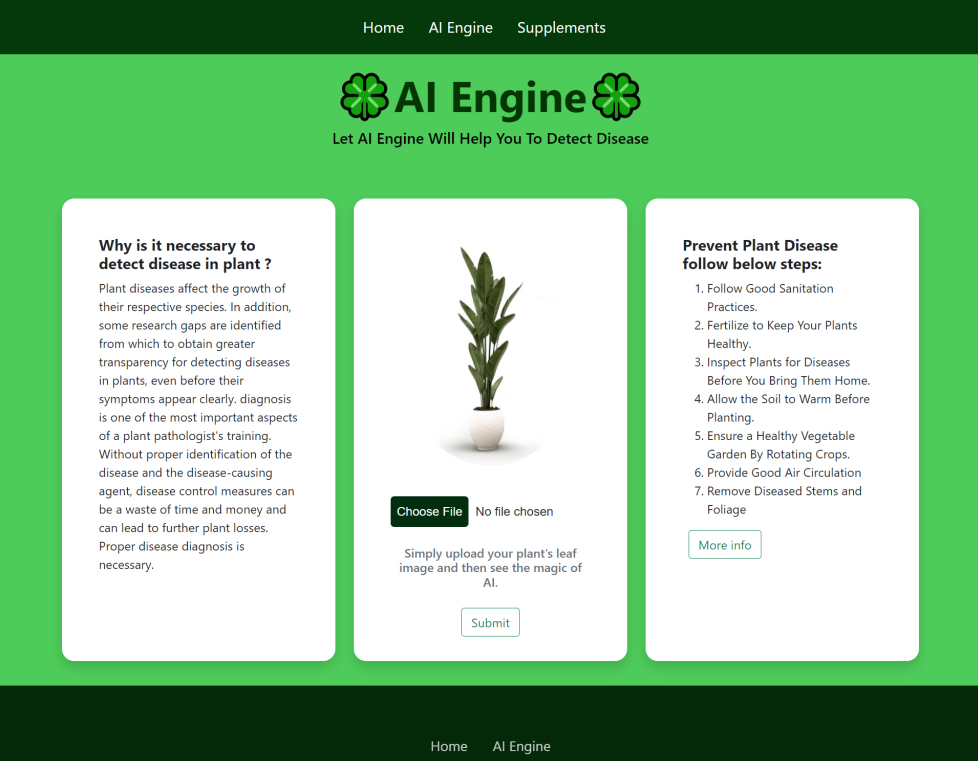 Home AI Engine Supplements
AI Engine
Let AI Engine Will Help You To Detect Disease
Why is it necessary to
detect disease in plant ?
Plant diseases affect the growth of
their respective species. In addition,
some research gaps are identified
from which to obtain greater
transparency for detecting diseases
in plants, even before their
symptoms appear clearly. diagnosis
is one of the most important aspects
of a plant pathologist's training.
Without proper identification of the
disease and the disease-causing
agent, disease control measures can
be a waste of time and money and
can lead to further plant losses.
Proper disease diagnosis is
necessary.
Choose File No file chosen
Simply upload your plant's leaf
image and then see the magic of
AI.
Submit
Prevent Plant Disease
follow below steps:
1. Follow Good Sanitation
Practices.
2. Fertilize to Keep Your Plants
Healthy.
3. Inspect Plants for Diseases
Before You Bring Them Home.
4. Allow the Soil to Warm Before
Planting.
5. Ensure a Healthy Vegetable
Garden By Rotating Crops.
6. Provide Good Air Circulation
7. Remove Diseased Stems and
Foliage
More info
Home AI Engine